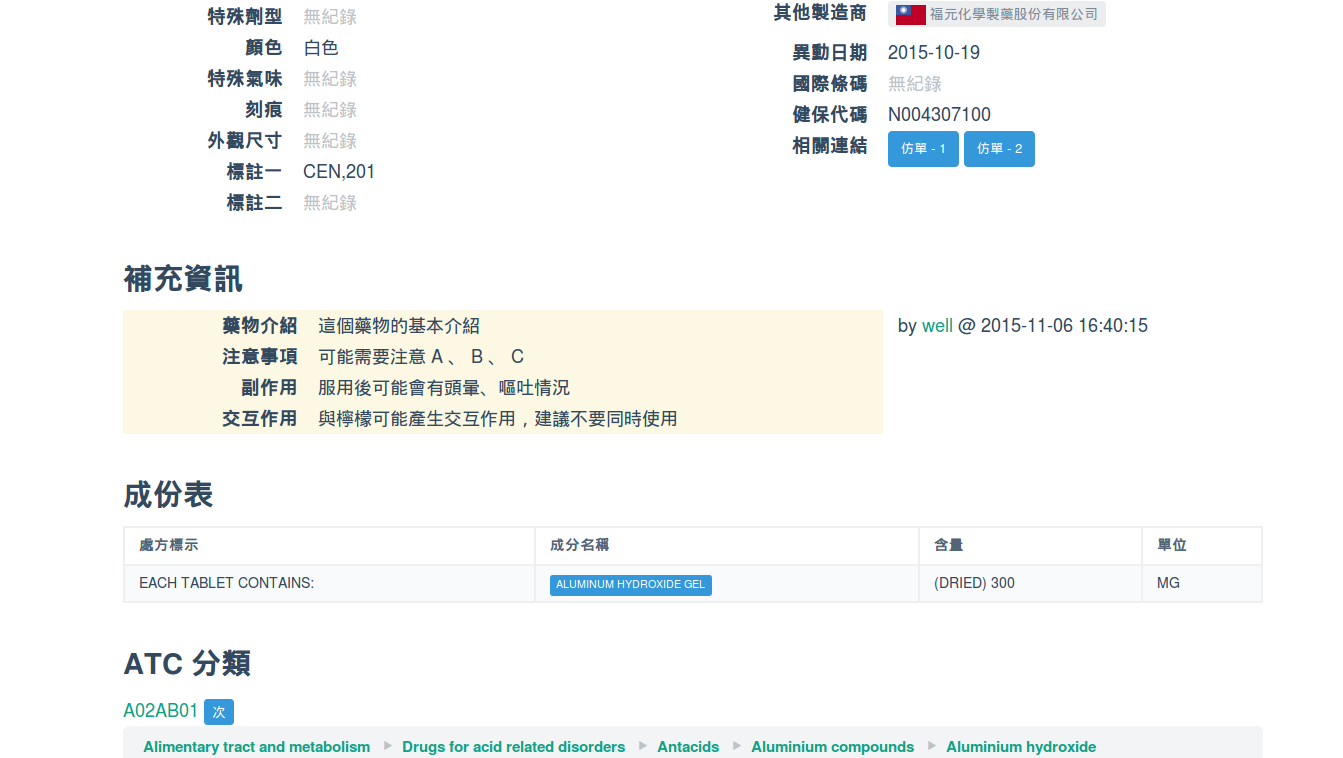 特殊劑型 無紀錄
顏色 白色
特殊氣味 無紀錄
刻痕 無紀錄
外觀尺寸 無紀錄
標註一 CEN,201
標註二 無紀錄
其他製造商 福元化學製藥股份有限公司
異動日期 2015-10-19
國際條碼 無紀錄
健保代碼 N004307100
相關連結 仿單 - 1 仿單 - 2
補充資訊
藥物介紹 這個藥物的基本介紹
注意事項 可能需要注意 A 、 B 、 C
副作用 服用後可能會有頭暈、嘔吐情況
交互作用 與檸檬可能產生交互作用，建議不要同時使用
by well @ 2015-11-06 16:40:15
成份表
處方標示 成分名稱 含量 單位
EACH TABLET CONTAINS: ALUMINUM HYDROXIDE GEL (DRIED) 300 MG
ATC 分類
A02AB01 次
Alimentary tract and metabolism Drugs for acid related disorders Antacids Aluminium compounds Aluminium hydroxide